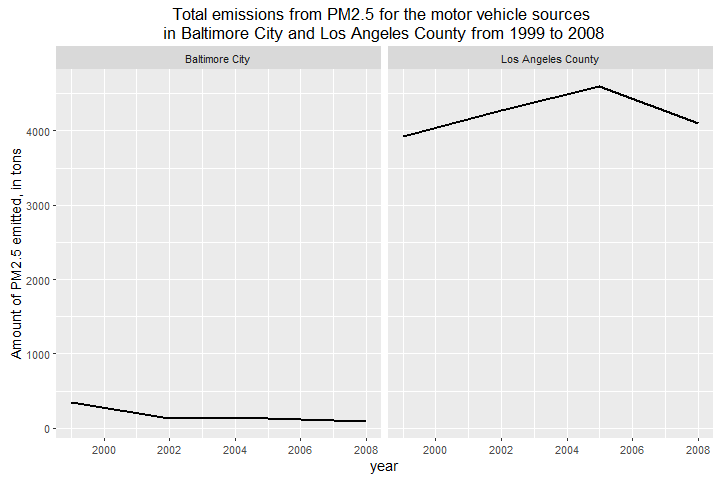 Total emissions from PM2.5 for the motor vehicle sources
in Baltimore City and Los Angeles County from 1999 to 2008
Baltimore City
Los Angeles County
Amount of PM2.5 emitted, in tons
4000
3000
2000
1000
0
2000 2002 2004 2006 2008
2000 2002 2004 2006 2008
year